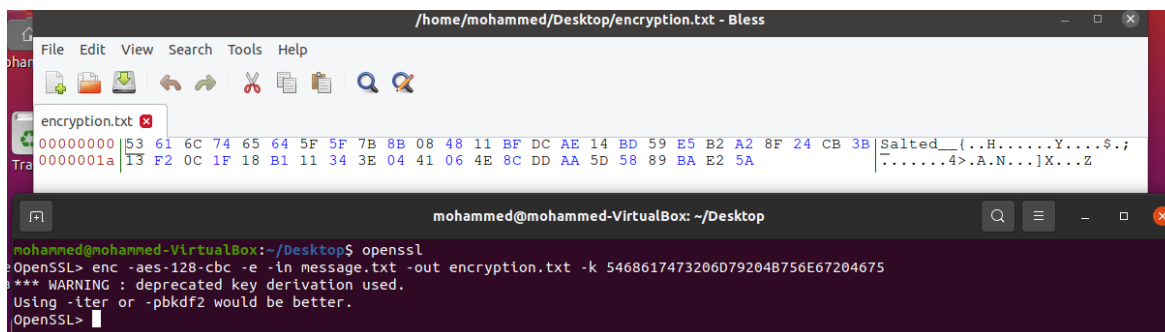 /home/mohammed/Desktop/encryption.txt - Bless
File Edit View Search Tools Help
encryption.txt
00000000 53 61 6C 74 65 64 5F 5F 7B 8B 08 48 11 BF DC AE 14 BD 59 E5 B2 A2 8F 24 CB 3B Salted__{..H......Y....$.;
0000001a 13 F2 0C 1F 18 B1 11 34 3E 04 41 06 4E 8C DD AA 5D 58 89 BA E2 5A .......4>.A.N...]X...Z
Tra
mohammed@mohammed-VirtualBox: ~/Desktop
mohammed@mohammed-VirtualBox:~/Desktop$ openssl
OpenSSL> enc -aes-128-cbc -e -in message.txt -out encryption.txt -k 5468617473206D79204B756E67204675
*** WARNING : deprecated key derivation used.
Using -iter or -pbkdf2 would be better.
OpenSSL>